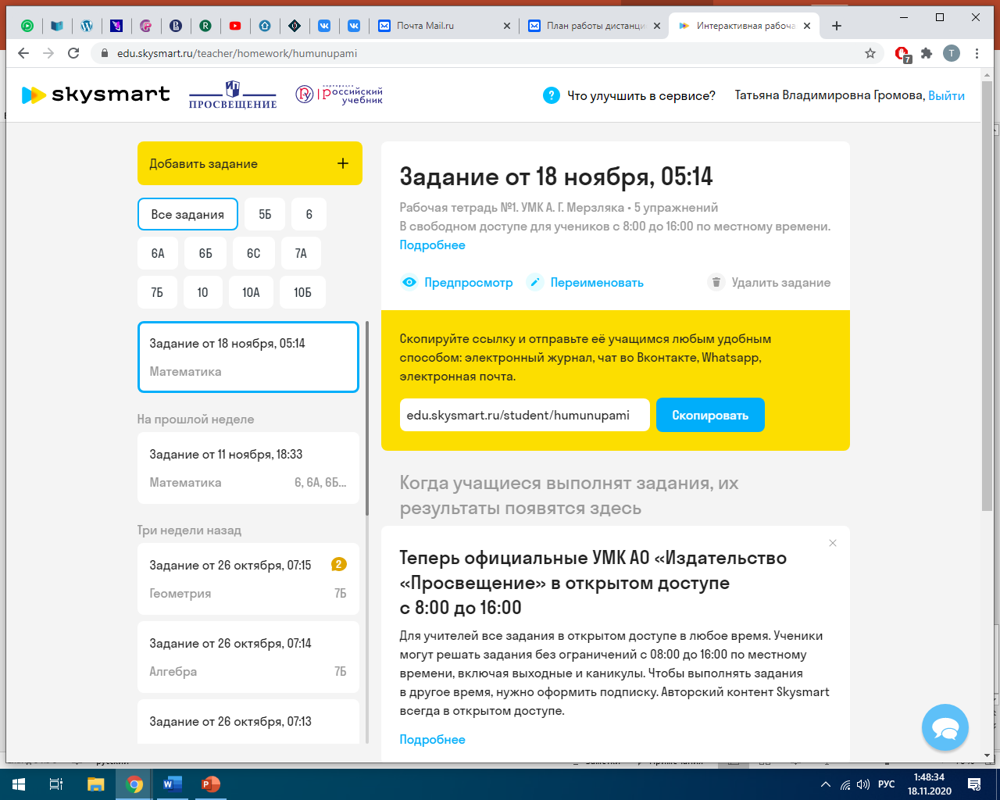 Почта Mail.ru
План работы дистанци
Интерактивная рабоча
edu.skysmart.ru/teacher/homework/humunupami
7
T
skysmart
ПРОСВЕЩЕНИЕ
российский
учебник
? Что улучшить в сервисе?
Татьяна Владимировна Громова, Выйти
Добавить задание +
Все задания 5Б 6
6А 6Б 6С 7А
7Б 10 10А 10Б
Задание от 18 ноября, 05:14
Математика
На прошлой неделе
Задание от 11 ноября, 18:33
Математика 6, 6А, 6Б...
Три недели назад
Задание от 26 октября, 07:15 2
Геометрия 7Б
Задание от 26 октября, 07:14
Алгебра 7Б
Задание от 26 октября, 07:13
Задание от 18 ноября, 05:14
Рабочая тетрадь №1. УМК А. Г. Мерзляка • 5 упражнений
В свободном доступе для учеников с 8:00 до 16:00 по местному времени.
Подробнее
Предпросмотр Переименовать Удалить задание
Скопируйте ссылку и отправьте её учащимся любым удобным
способом: электронный журнал, чат во Вконтакте, Whatsapp,
электронная почта.
edu.skysmart.ru/student/humunupami Скопировать
Когда учащиеся выполнят задания, их
результаты появятся здесь
Теперь официальные УМК АО «Издательство
«Просвещение» в открытом доступе
с 8:00 до 16:00
Для учителей все задания в открытом доступе в любое время. Ученики
могут решать задания без ограничений с 08:00 до 16:00 по местному
времени, включая выходные и каникулы. Чтобы выполнять задания
в другое время, нужно оформить подписку. Авторский контент Skysmart
всегда в открытом доступе.
Подробнее
РУС
1:48:34
18.11.2020